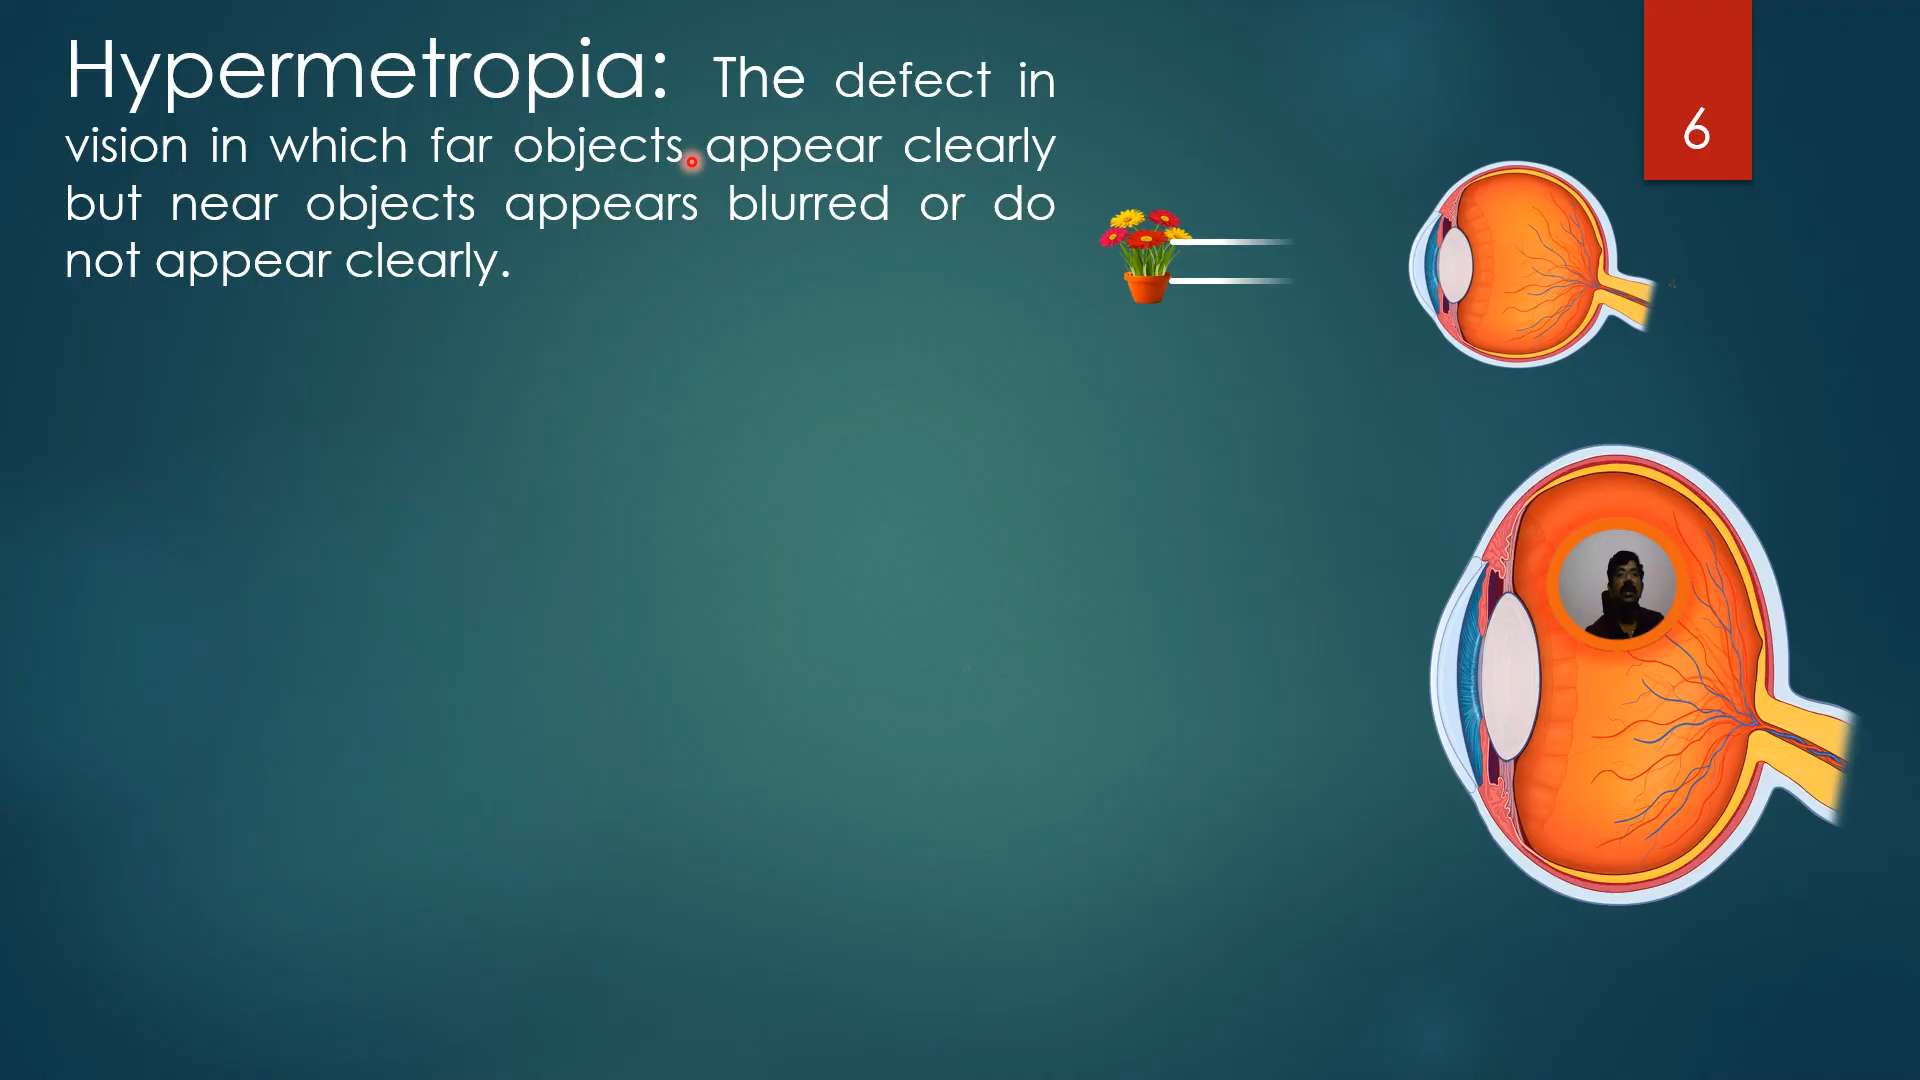 Hypermetropia: The defect in
vision in which far objects appear clearly
but near objects appears blurred or do
not appear clearly.
6